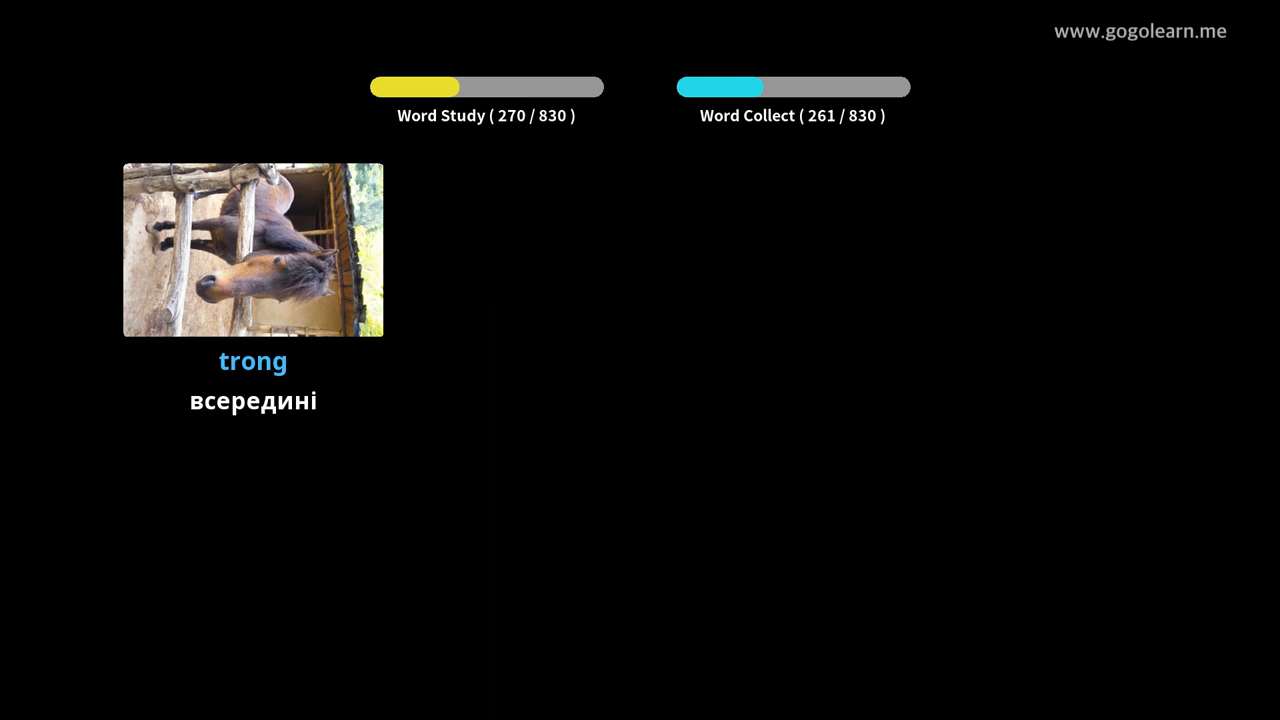 www.gogolearn.me
Word Study ( 270 / 830 )
Word Collect ( 261 / 830 )
trong
всередині